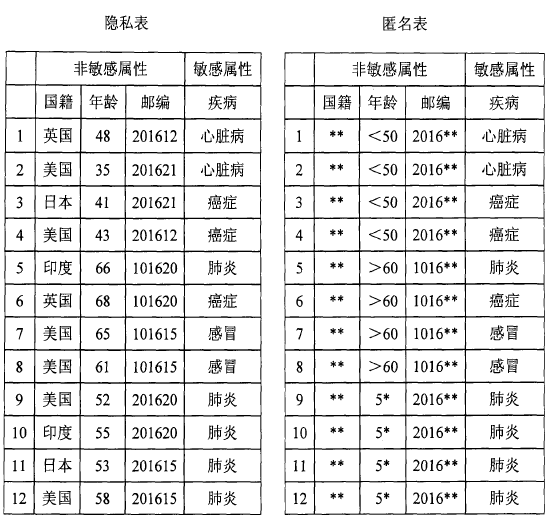 隐私表
非敏感属性 敏感属性
国籍 年龄 邮编 疾病
1 英国 48 201612 心脏病
2 美国 35 201621 心脏病
3 日本 41 201621 癌症
4 美国 43 201612 癌症
5 印度 66 101620 肺炎
6 英国 68 101620 癌症
7 美国 65 101615 感冒
8 美国 61 101615 感冒
9 美国 52 201620 肺炎
10 印度 55 201620 肺炎
11 日本 53 201615 肺炎
12 美国 58 201615 肺炎
匿名表
非敏感属性 敏感属性
国籍 年龄 邮编 疾病
1 ** <50 2016** 心脏病
2 ** <50 2016** 心脏病
3 ** <50 2016** 癌症
4 ** <50 2016** 癌症
5 ** >60 1016** 肺炎
6 ** >60 1016** 癌症
7 ** >60 1016** 感冒
8 ** >60 1016** 感冒
9 ** 5* 2016** 肺炎
10 ** 5* 2016** 肺炎
11 ** 5* 2016** 肺炎
12 ** 5* 2016** 肺炎